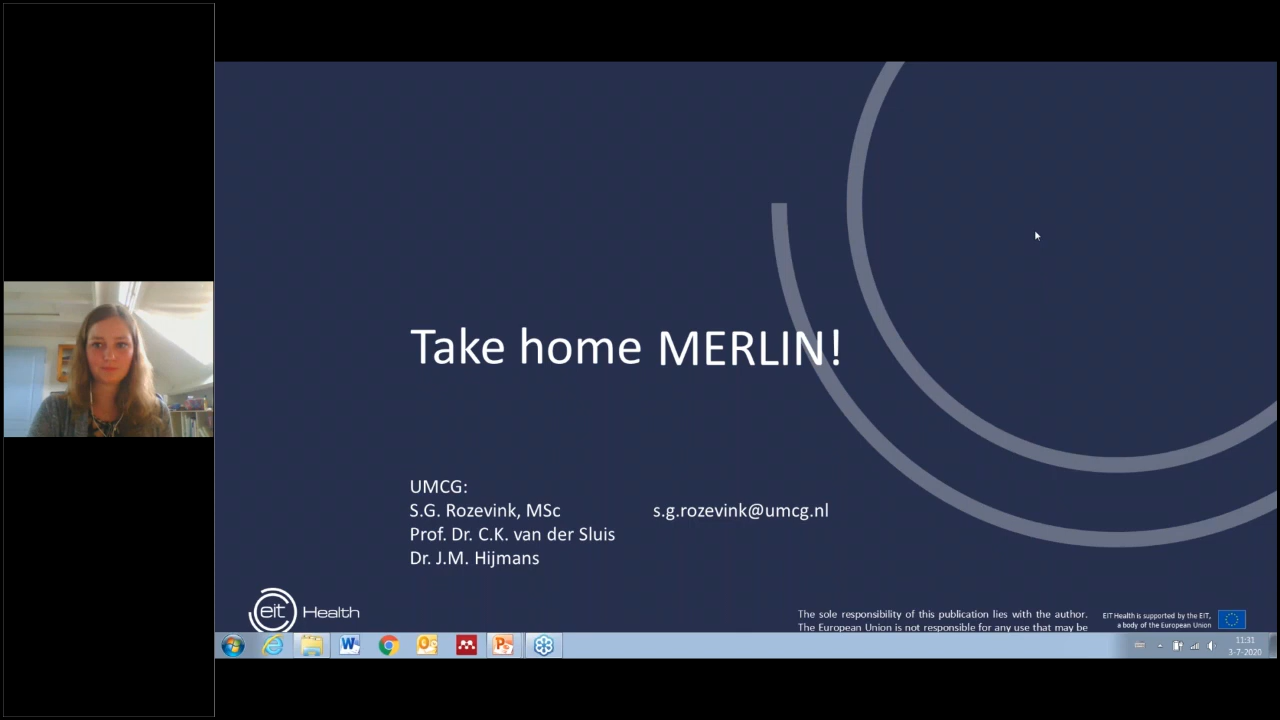 Take home MERLIN!
UMCG:
S.G. Rozevink, MSc s.g.rozevink@umcg.nl
Prof. Dr. C.K. van der Sluis
Dr. J.M. Hijmans
eit Health
The sole responsibility of this publication lies with the author.
The European Union is not responsible for any use that may be
EIT Health is supported by the EIT,
a body of the European Union
11:31
3-7-2020